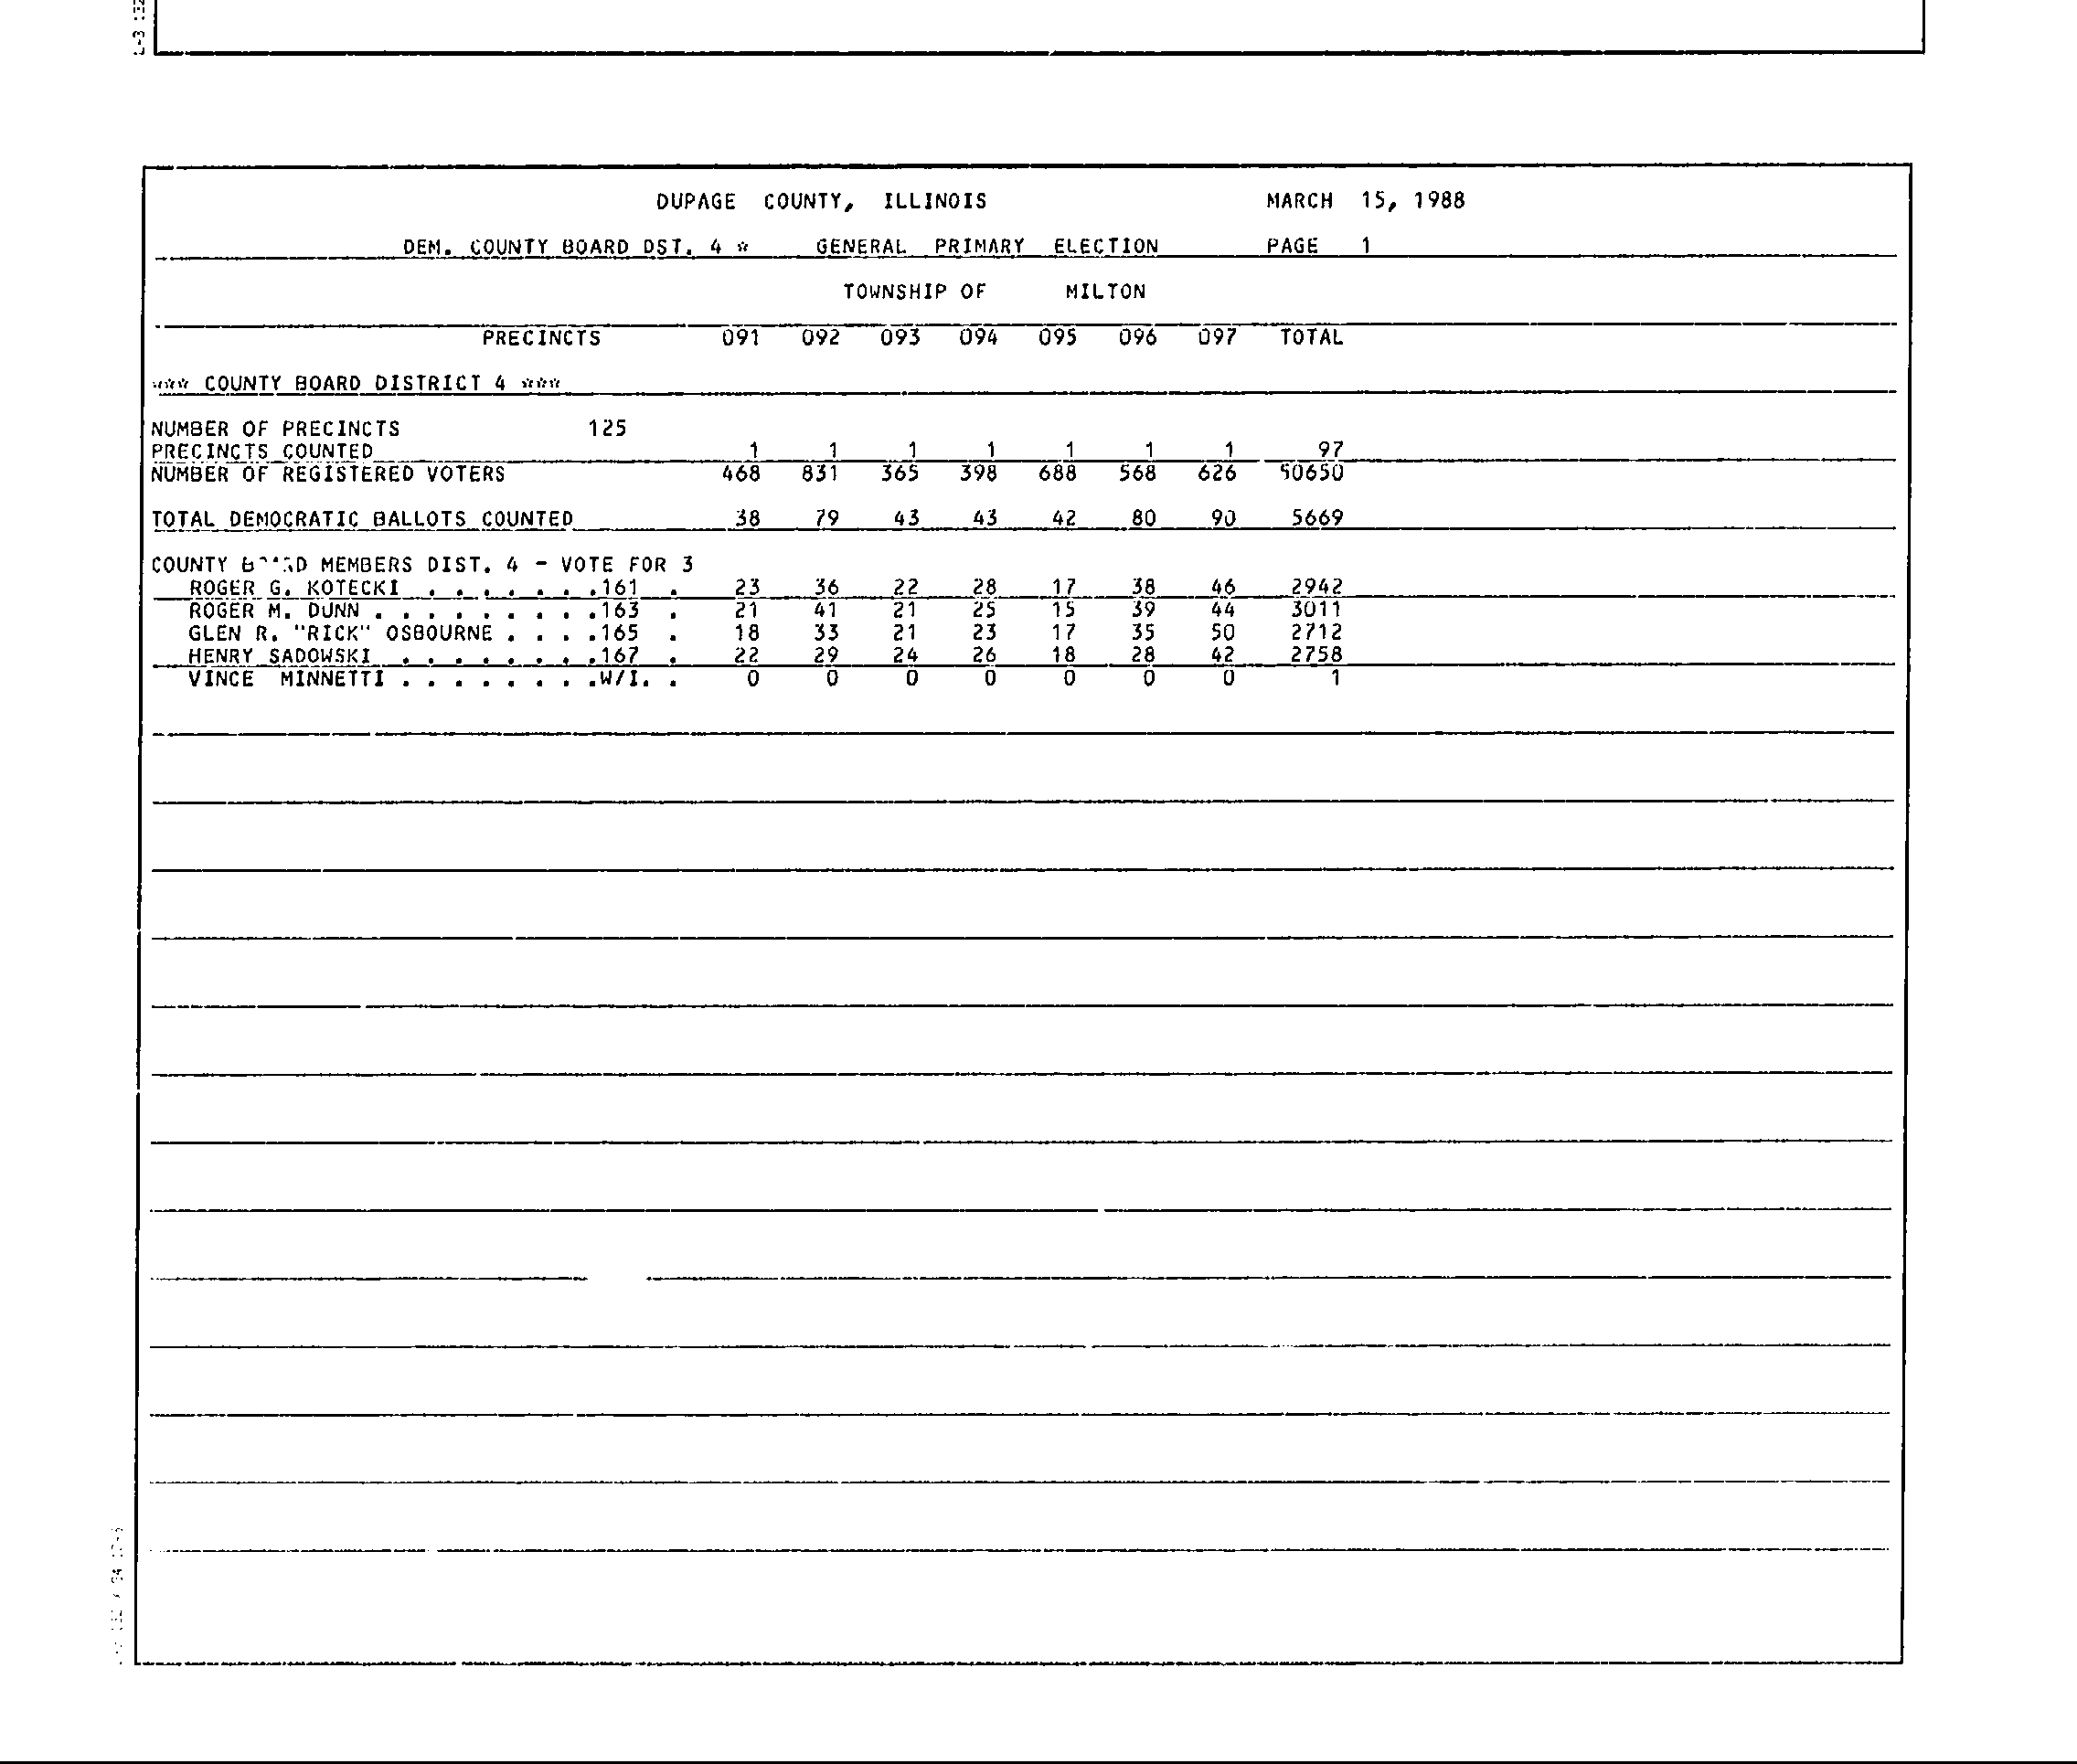 DUPAGE COUNTY, ILLINOIS MARCH 15, 1988
DEM. COUNTY BOARD DST. 4 * GENERAL PRIMARY ELECTION PAGE 1
TOWNSHIP OF MILTON
PRECINCTS 091 092 093 094 095 096 097 TOTAL
*** COUNTY BOARD DISTRICT 4 ***
NUMBER OF PRECINCTS 125
PRECINCTS COUNTED 1 1 1 1 1 1 1 97
NUMBER OF REGISTERED VOTERS 468 831 365 398 688 568 626 50650
TOTAL DEMOCRATIC BALLOTS COUNTED 38 79 43 43 42 80 90 5669
COUNTY MEMBERS DIST. 4 - VOTE FOR 3
ROGER G. KOTECKI . . . . . . .161 . 23 36 22 28 17 38 46 2942
ROGER M. DUNN . . . . . . . . .163 . 21 41 21 25 15 39 44 3011
GLEN R. "RICK" OSBOURNE . . . .165 . 18 33 21 23 17 35 50 2712
HENRY SADOWSKI . . . . . . . .167 . 22 29 24 26 18 28 42 2758
VINCE MINNETTI . . . . . . . .W/I. . 0 0 0 0 0 0 0 1